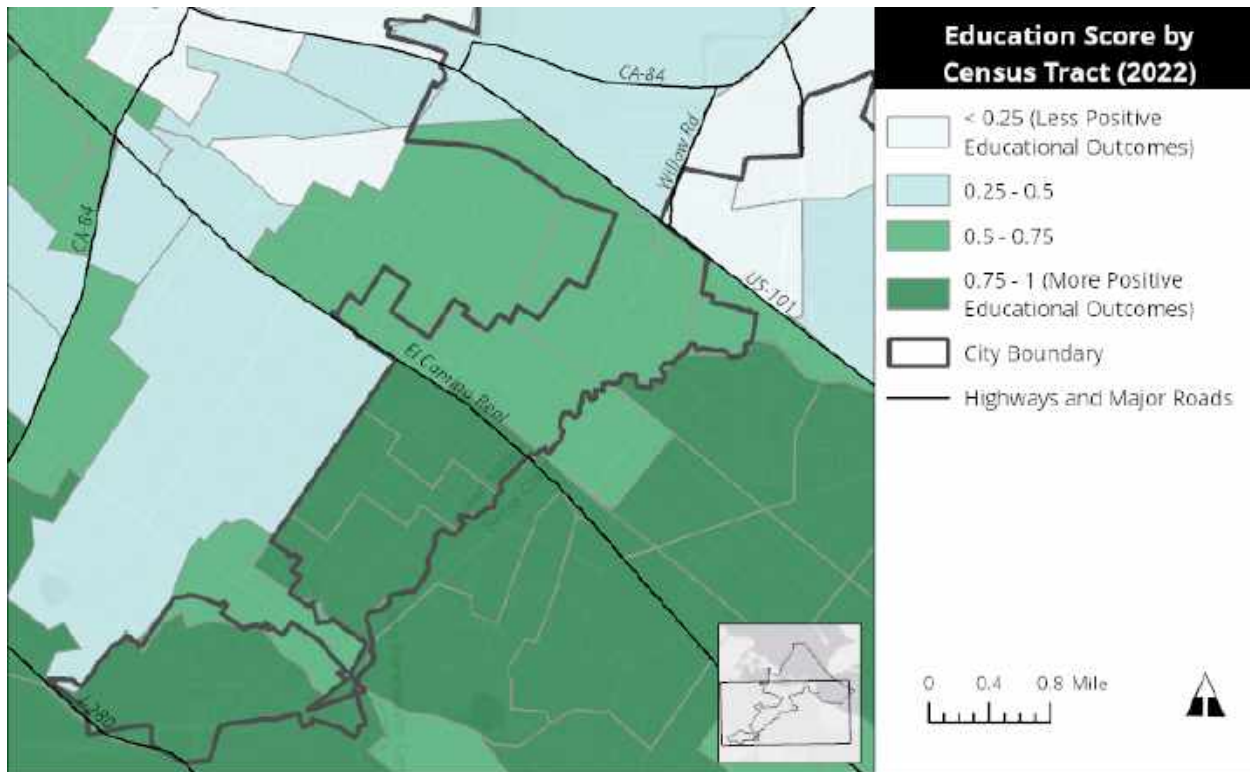 Education Score by
Census Tract (2022)
< 0.25 (Less Positive
Educational Outcomes)
0.25 - 0.5
0.5 - 0.75
0.75 - 1 (More Positive
Educational Outcomes)
City Boundary
Highways and Major Roads
0 0.4 0.8 Mile
CA-84
Willow Rd
CA-84
US-101
El Camino Real
I-280